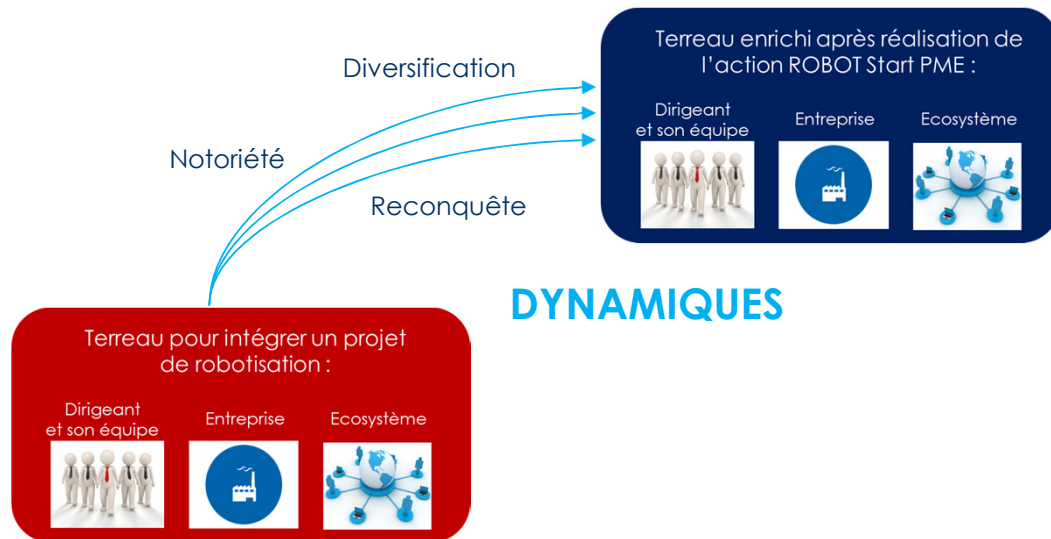 Terreau enrichi après réalisation de
l'action ROBOT Start PME :
Dirigeant
et son équipe
Entreprise
Ecosystème
Diversification
Notoriété
Reconquête
DYNAMIQUES
Terreau pour intégrer un projet
de robotisation :
Dirigeant
et son équipe
Entreprise
Ecosystème